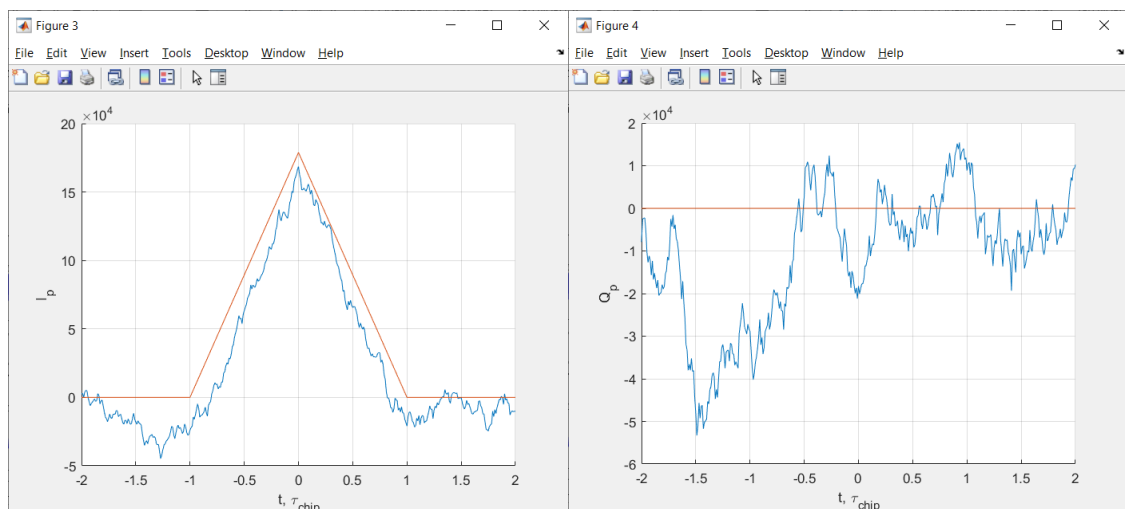 Figure 3
File Edit View Insert Tools Desktop Window Help
×10^4
20
15
10
5
0
-5
I_p
-2 -1.5 -1 -0.5 0 0.5 1 1.5 2
t, τ_chip
Figure 4
File Edit View Insert Tools Desktop Window Help
×10^4
2
1
0
-1
-2
-3
-4
-5
-6
Q_p
-2 -1.5 -1 -0.5 0 0.5 1 1.5 2
t, τ_chip